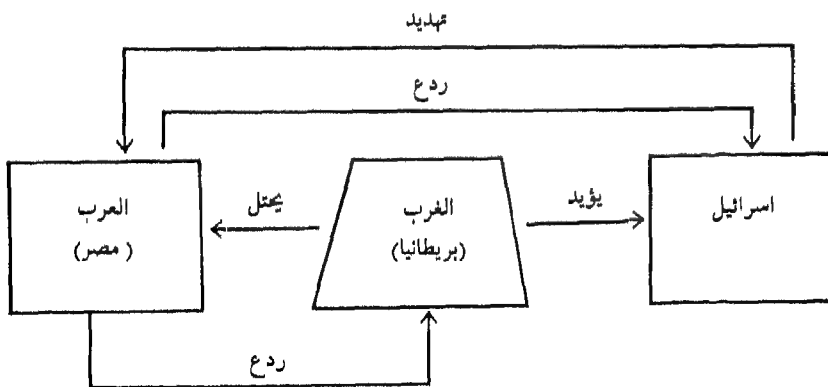 تهديد
ردع
اسرائيل
يؤيد
الغرب
(بريطانيا)
يحتل
العرب
(مصر)
ردع